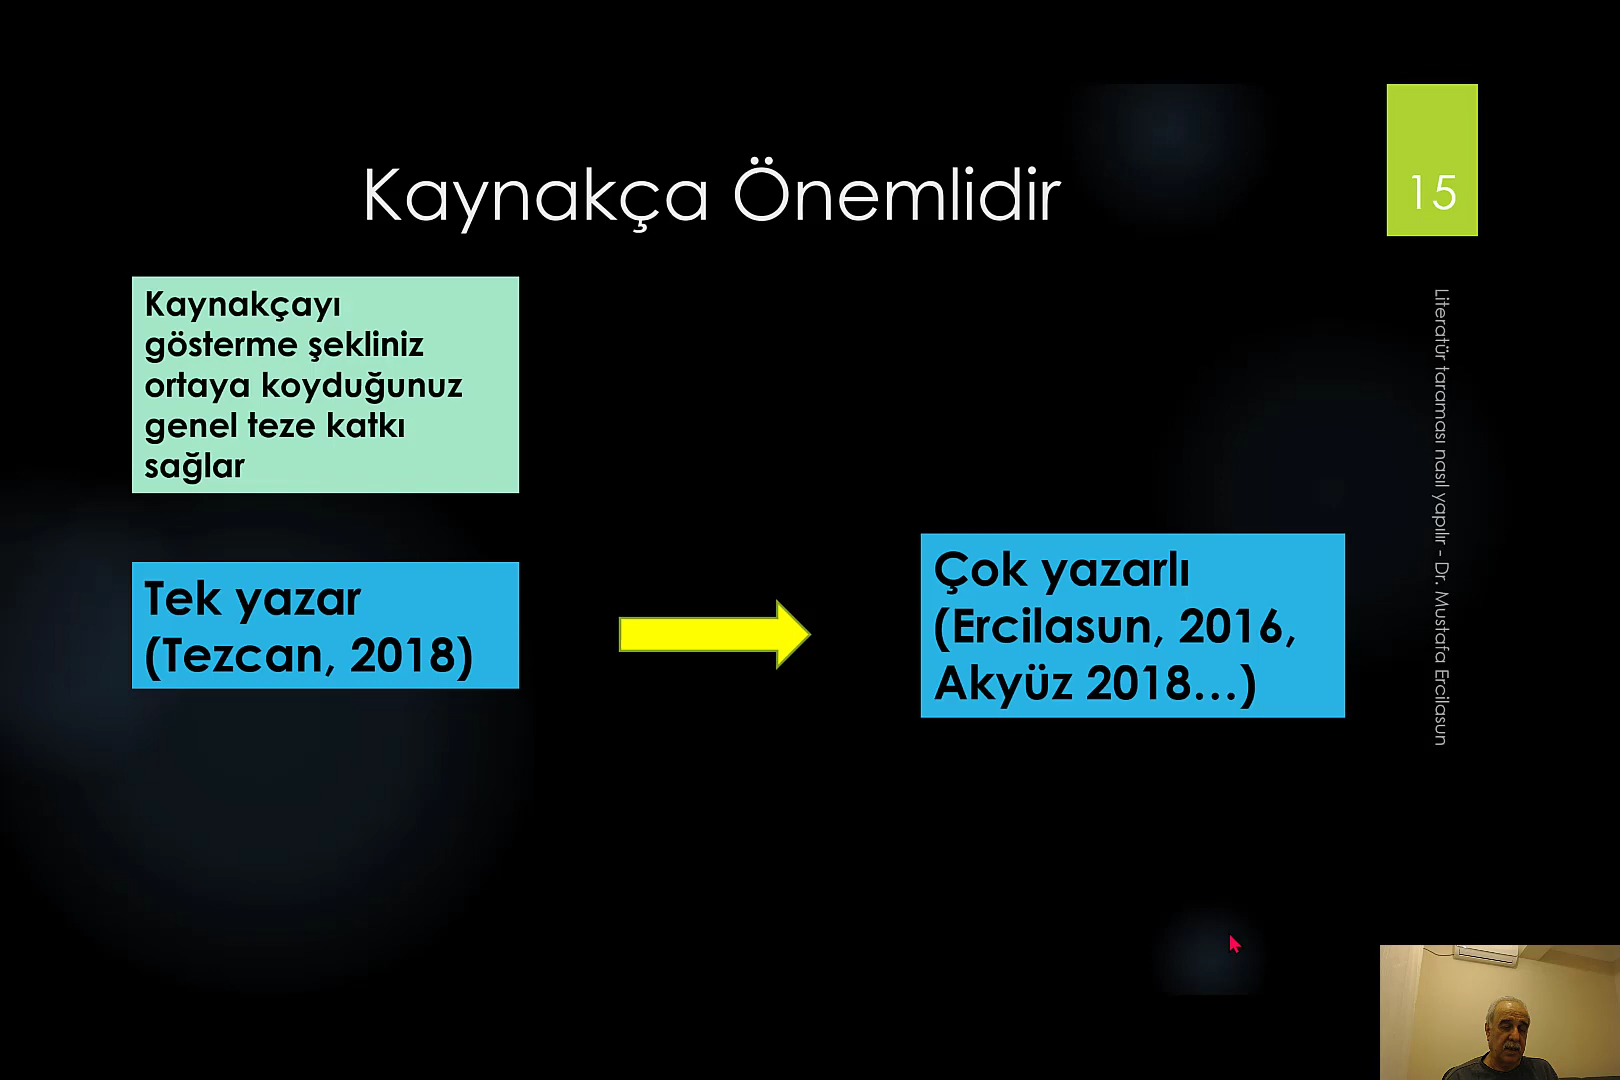 Kaynakça Önemlidir
15
Kaynakçayı
gösterme şekliniz
ortaya koyduğunuz
genel teze katkı
sağlar
Tek yazar
(Tezcan, 2018)
Çok yazarlı
(Ercilasun, 2016,
Akyüz 2018...)
Literatür taraması nasıl yapılır - Dr. Mustafa Ercilasun